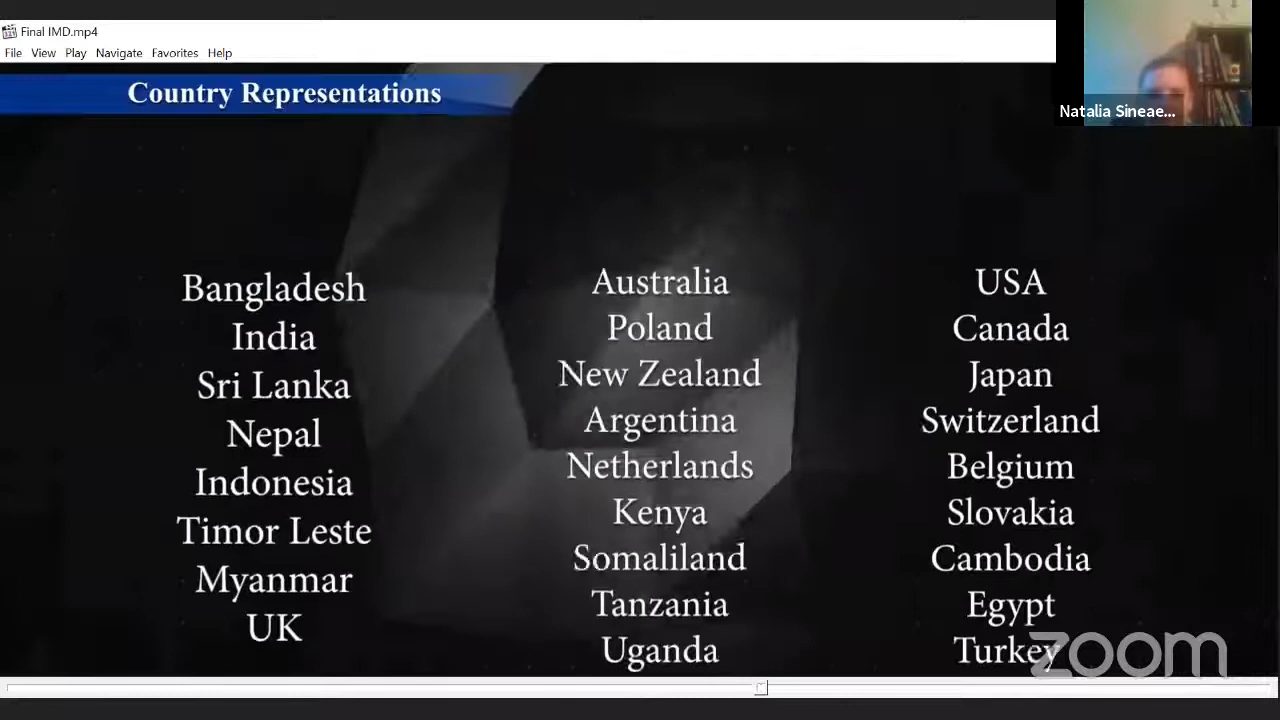 Final IMD.mp4
File View Play Navigate Favorites Help
Natalia Sineae...
Country Representations
Bangladesh
India
Sri Lanka
Nepal
Indonesia
Timor Leste
Myanmar
UK
Australia
Poland
New Zealand
Argentina
Netherlands
Kenya
Somaliland
Tanzania
Uganda
USA
Canada
Japan
Switzerland
Belgium
Slovakia
Cambodia
Egypt
Turkey
zoom